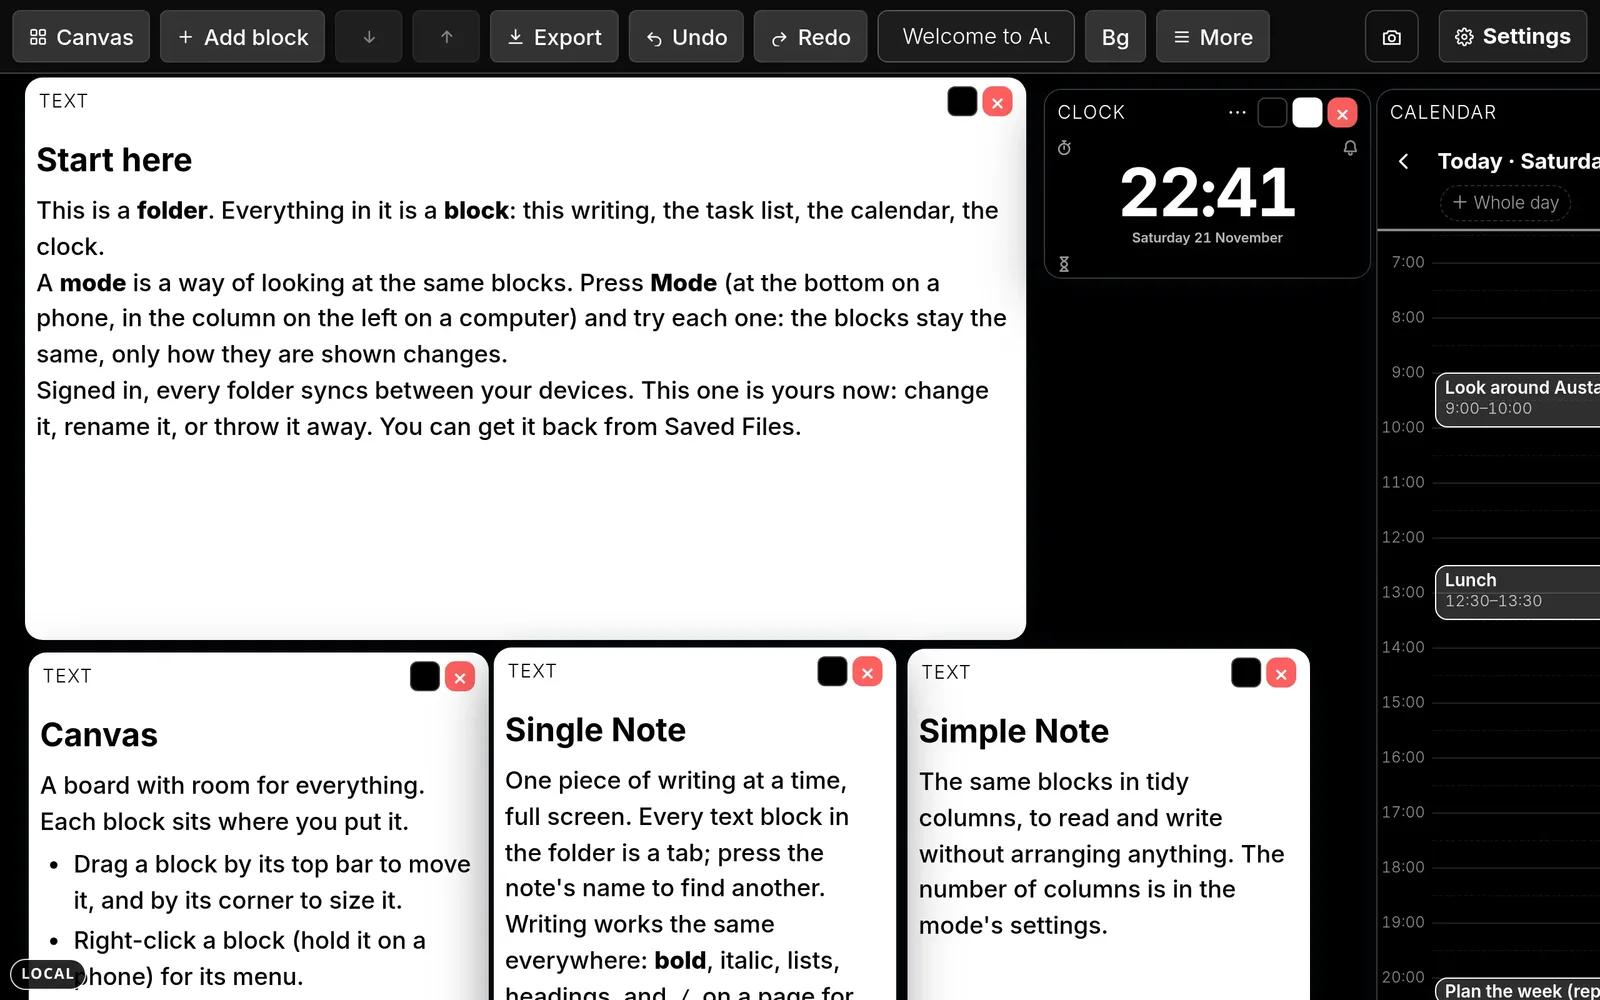 Canvas
Add block
Export
Undo
Redo
Welcome to
Bg
More
Settings
TEXT
Start here
This is a folder. Everything in it is a block: this writing, the task list, the calendar, the
clock.
A mode is a way of looking at the same blocks. Press Mode (at the bottom on a
phone, in the column on the left on a computer) and try each one: the blocks stay the
same, only how they are shown changes.
Signed in, every folder syncs between your devices. This one is yours now: change
it, rename it, or throw it away. You can get it back from Saved Files.
CLOCK
22:41
Saturday 21 November
CALENDAR
Today ·
+ Whole day
7:00
8:00
9:00
Look around
9:00–10:00
10:00
11:00
12:00
Lunch
12:30–13:30
13:00
14:00
15:00
16:00
17:00
18:00
19:00
20:00
Plan the week
TEXT
Canvas
A board with room for everything.
Each block sits where you put it.
• Drag a block by its top bar to move
it, and by its corner to size it.
• Right-click a block (hold it on a
phone) for its menu.
LOCAL
TEXT
Single Note
One piece of writing at a time,
full screen. Every text block in
the folder is a tab; press the
note's name to find another.
Writing works the same
everywhere: bold, italic, lists,
headings, and / on a page for
TEXT
Simple Note
The same blocks in tidy
columns, to read and write
without arranging anything. The
number of columns is in the
mode's settings.